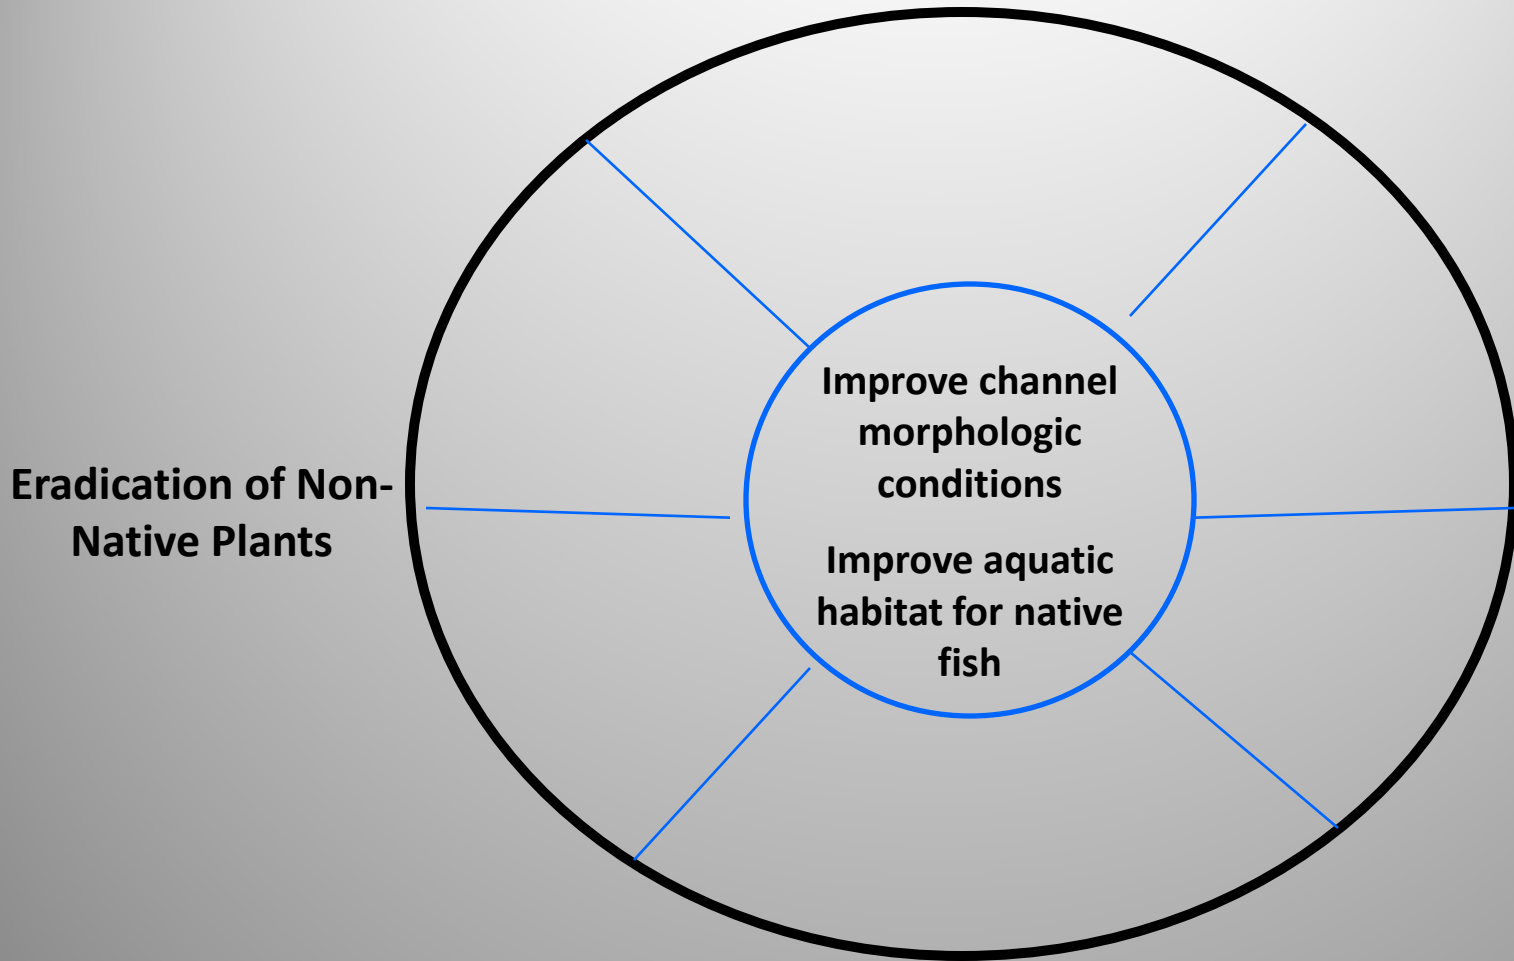 Eradication of Non-
Native Plants
Improve channel
morphologic
conditions
Improve aquatic
habitat for native
fish